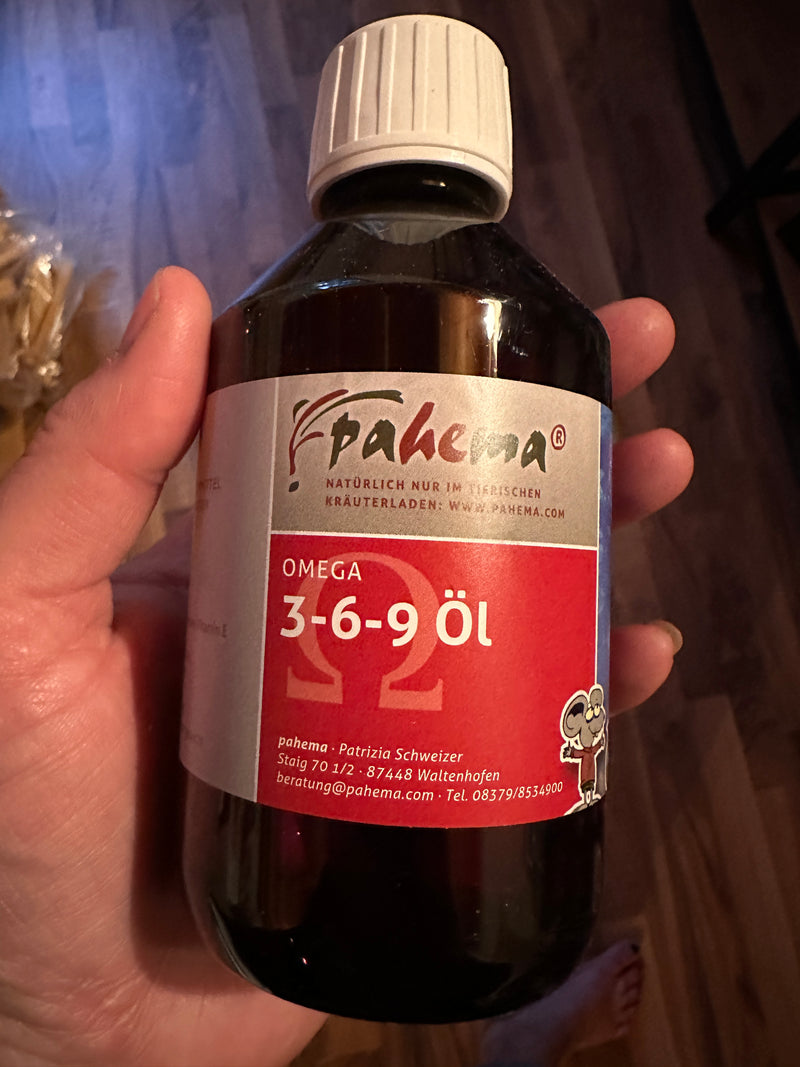 pahema®
NATÜRLICH NUR IM TIERISCHEN
KRÄUTERLADEN: WWW.PAHEMA.COM
OMEGA
3-6-9 Öl
Ω
pahema · Patrizia Schweizer
Staig 70 1/2 · 87448 Waltenhofen
beratung@pahema.com · Tel. 08379/8534900
Vitamin E